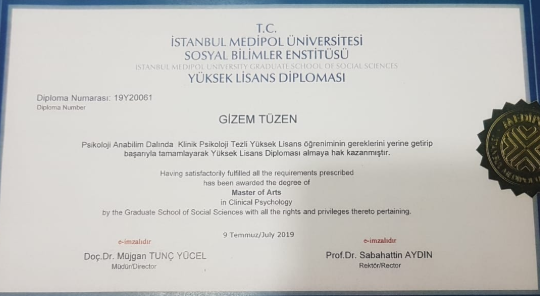 T.C.
İSTANBUL MEDİPOL ÜNİVERSİTESİ
SOSYAL BİLİMLER ENSTİTÜSÜ
ISTANBUL MEDIPOL UNIVERSITY GRADUATE SCHOOL OF SOCIAL SCIENCES
YÜKSEK LİSANS DİPLOMASI
Diploma Numarası: 19Y20061
Diploma Number
GİZEM TÜZEN
Psikoloji Anabilim Dalında Klinik Psikoloji Tezli Yüksek Lisans öğreniminin gereklerini yerine getirip
başarıyla tamamlayarak Yüksek Lisans Diploması almaya hak kazanmıştır.
Having satisfactorily fulfilled all the requirements prescribed
has been awarded the degree of
Master of Arts
in Clinical Psychology
by the Graduate School of Social Sciences with all the rights and privileges thereto pertaining.
9 Temmuz/July 2019
e-imzalıdır
e-imzalıdır
Doç.Dr. Müjgan TUNÇ YÜCEL
Prof.Dr. Sabahattin AYDIN
Müdür/Director
Rektör/Rector